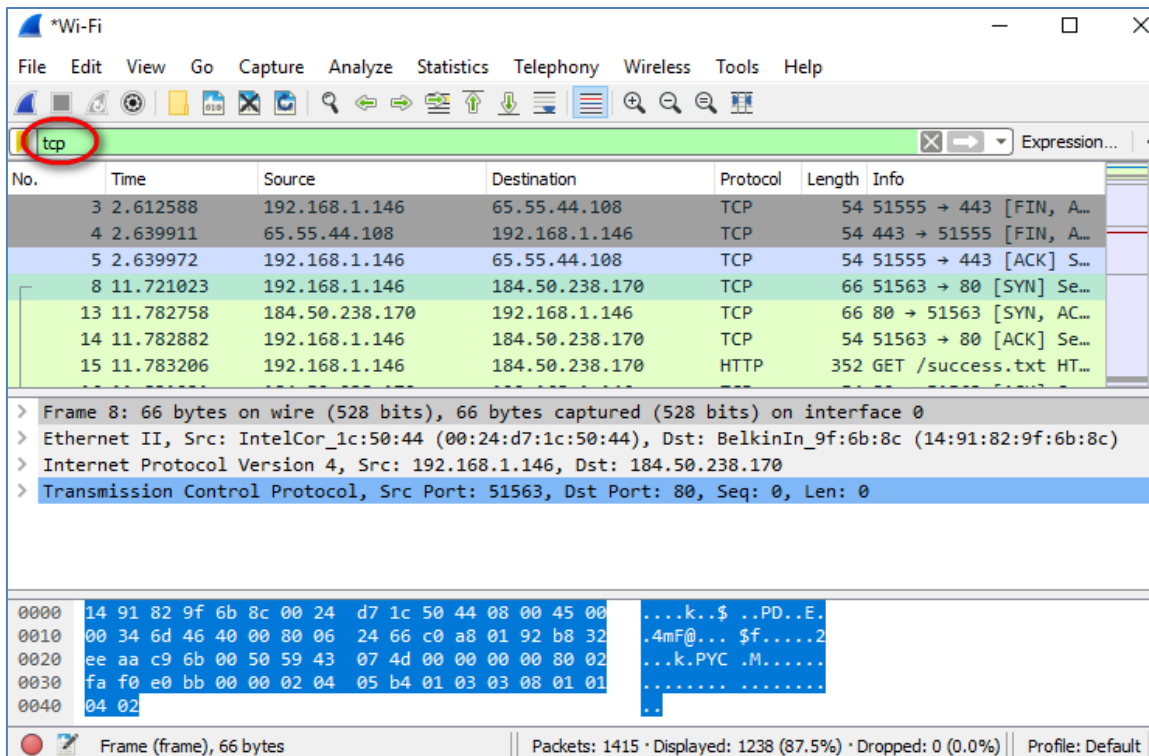 *Wi-Fi
File Edit View Go Capture Analyze Statistics Telephony Wireless Tools Help
tcp Expression...
No. Time Source Destination Protocol Length Info
3 2.612588 192.168.1.146 65.55.44.108 TCP 54 51555 → 443 [FIN, A…
4 2.639911 65.55.44.108 192.168.1.146 TCP 54 443 → 51555 [FIN, A…
5 2.639972 192.168.1.146 65.55.44.108 TCP 54 51555 → 443 [ACK] S…
8 11.721023 192.168.1.146 184.50.238.170 TCP 66 51563 → 80 [SYN] Se…
13 11.782758 184.50.238.170 192.168.1.146 TCP 66 80 → 51563 [SYN, AC…
14 11.782882 192.168.1.146 184.50.238.170 TCP 54 51563 → 80 [ACK] Se…
15 11.783206 192.168.1.146 184.50.238.170 HTTP 352 GET /success.txt HT…
> Frame 8: 66 bytes on wire (528 bits), 66 bytes captured (528 bits) on interface 0
> Ethernet II, Src: IntelCor_1c:50:44 (00:24:d7:1c:50:44), Dst: BelkinIn_9f:6b:8c (14:91:82:9f:6b:8c)
> Internet Protocol Version 4, Src: 192.168.1.146, Dst: 184.50.238.170
> Transmission Control Protocol, Src Port: 51563, Dst Port: 80, Seq: 0, Len: 0
0000 14 91 82 9f 6b 8c 00 24 d7 1c 50 44 08 00 45 00 ....k..$ ..PD..E.
0010 00 34 6d 46 40 00 80 06 24 66 c0 a8 01 92 b8 32 .4mF@... $f.....2
0020 ee aa c9 6b 00 50 59 43 07 4d 00 00 00 00 80 02 ...k.PYC .M......
0030 fa f0 e0 bb 00 00 02 04 05 b4 01 03 03 08 01 01 ........ ........
0040 04 02 ..
Frame (frame), 66 bytes Packets: 1415 · Displayed: 1238 (87.5%) · Dropped: 0 (0.0%) Profile: Default